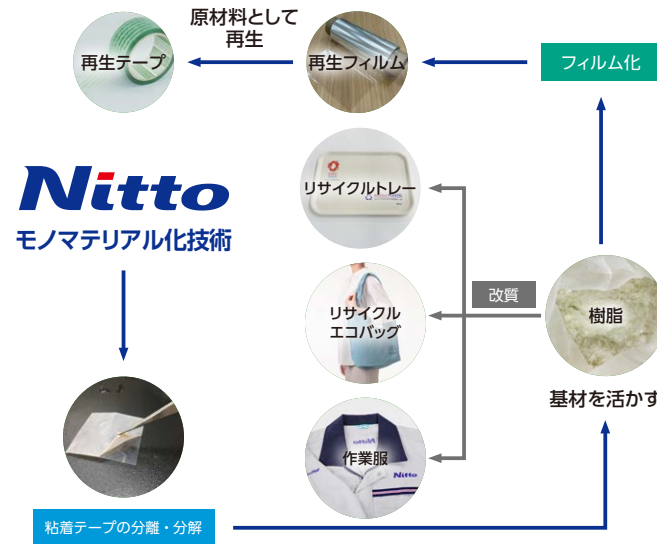 原材料として
再生
再生テープ
再生フィルム
フィルム化
リサイクルトレー
Nitto
モノマテリアル化技術
改質
樹脂
リサイクル
エコバッグ
基材を活かす
作業服
Nitto
Nitto
粘着テープの分離・分解